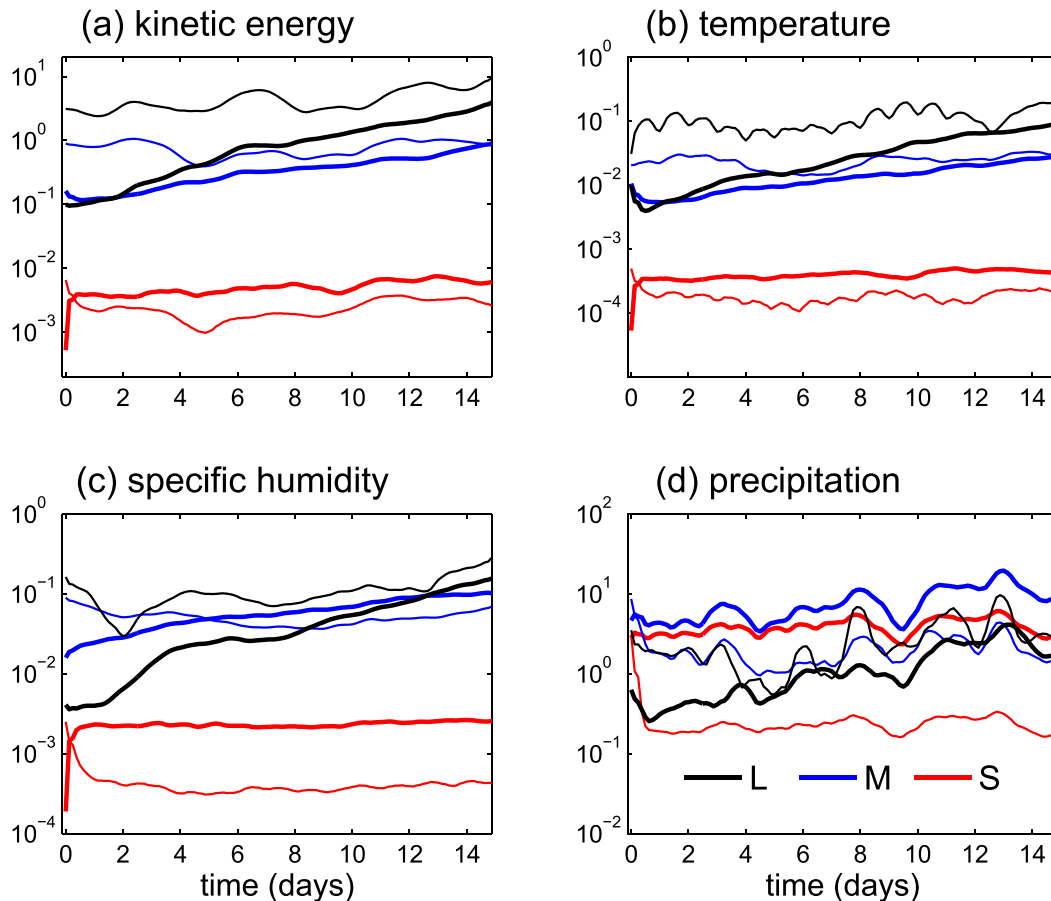 (a) kinetic energy
10^1
10^0
10^−1
10^−2
10^−3
0 2 4 6 8 10 12 14
(b) temperature
10^0
10^−1
10^−2
10^−3
10^−4
0 2 4 6 8 10 12 14
(c) specific humidity
10^0
10^−1
10^−2
10^−3
10^−4
0 2 4 6 8 10 12 14
time (days)
(d) precipitation
10^2
10^1
10^0
10^−1
10^−2
L M S
0 2 4 6 8 10 12 14
time (days)